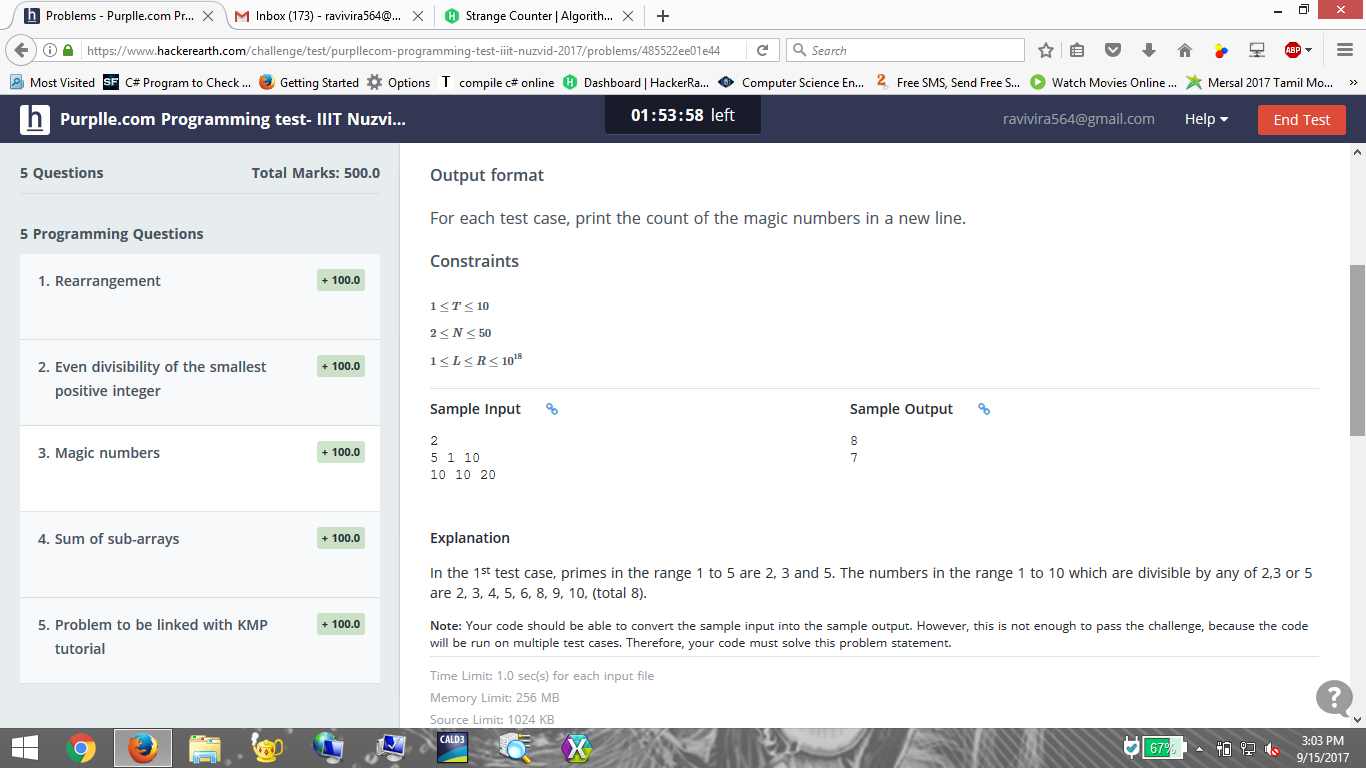 Problems - Purplle.com Pr...
Inbox (173) - ravivira564@...
Strange Counter | Algorith...
https://www.hackerearth.com/challenge/test/purpllecom-programming-test-iiit-nuzvid-2017/problems/485522ee01e44
Search
ABP
Most Visited
SF C# Program to Check ...
Getting Started
Options
T compile c# online
Dashboard | HackerRa...
Computer Science En...
2 Free SMS, Send Free S...
Watch Movies Online ...
Mersal 2017 Tamil Mo...
h Purplle.com Programming test- IIIT Nuzvi...
01:53:58 left
ravivira564@gmail.com
Help
End Test
5 Questions
Total Marks: 500.0
5 Programming Questions
1. Rearrangement
+ 100.0
2. Even divisibility of the smallest
positive integer
+ 100.0
3. Magic numbers
+ 100.0
4. Sum of sub-arrays
+ 100.0
5. Problem to be linked with KMP
tutorial
+ 100.0
Output format
For each test case, print the count of the magic numbers in a new line.
Constraints
1 ≤ T ≤ 10
2 ≤ N ≤ 50
1 ≤ L ≤ R ≤ 10¹⁸
Sample Input
2
5 1 10
10 10 20
Sample Output
8
7
Explanation
In the 1st test case, primes in the range 1 to 5 are 2, 3 and 5. The numbers in the range 1 to 10 which are divisible by any of 2,3 or 5
are 2, 3, 4, 5, 6, 8, 9, 10, (total 8).
Note: Your code should be able to convert the sample input into the sample output. However, this is not enough to pass the challenge, because the code
will be run on multiple test cases. Therefore, your code must solve this problem statement.
Time Limit: 1.0 sec(s) for each input file
Memory Limit: 256 MB
Source Limit: 1024 KB
?
CALD3
67%
3:03 PM
9/15/2017